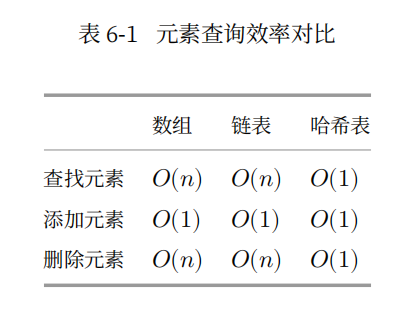 表 6-1 元素查询效率对比
数组 链表 哈希表
查找元素 O(n) O(n) O(1)
添加元素 O(1) O(1) O(1)
删除元素 O(n) O(n) O(1)